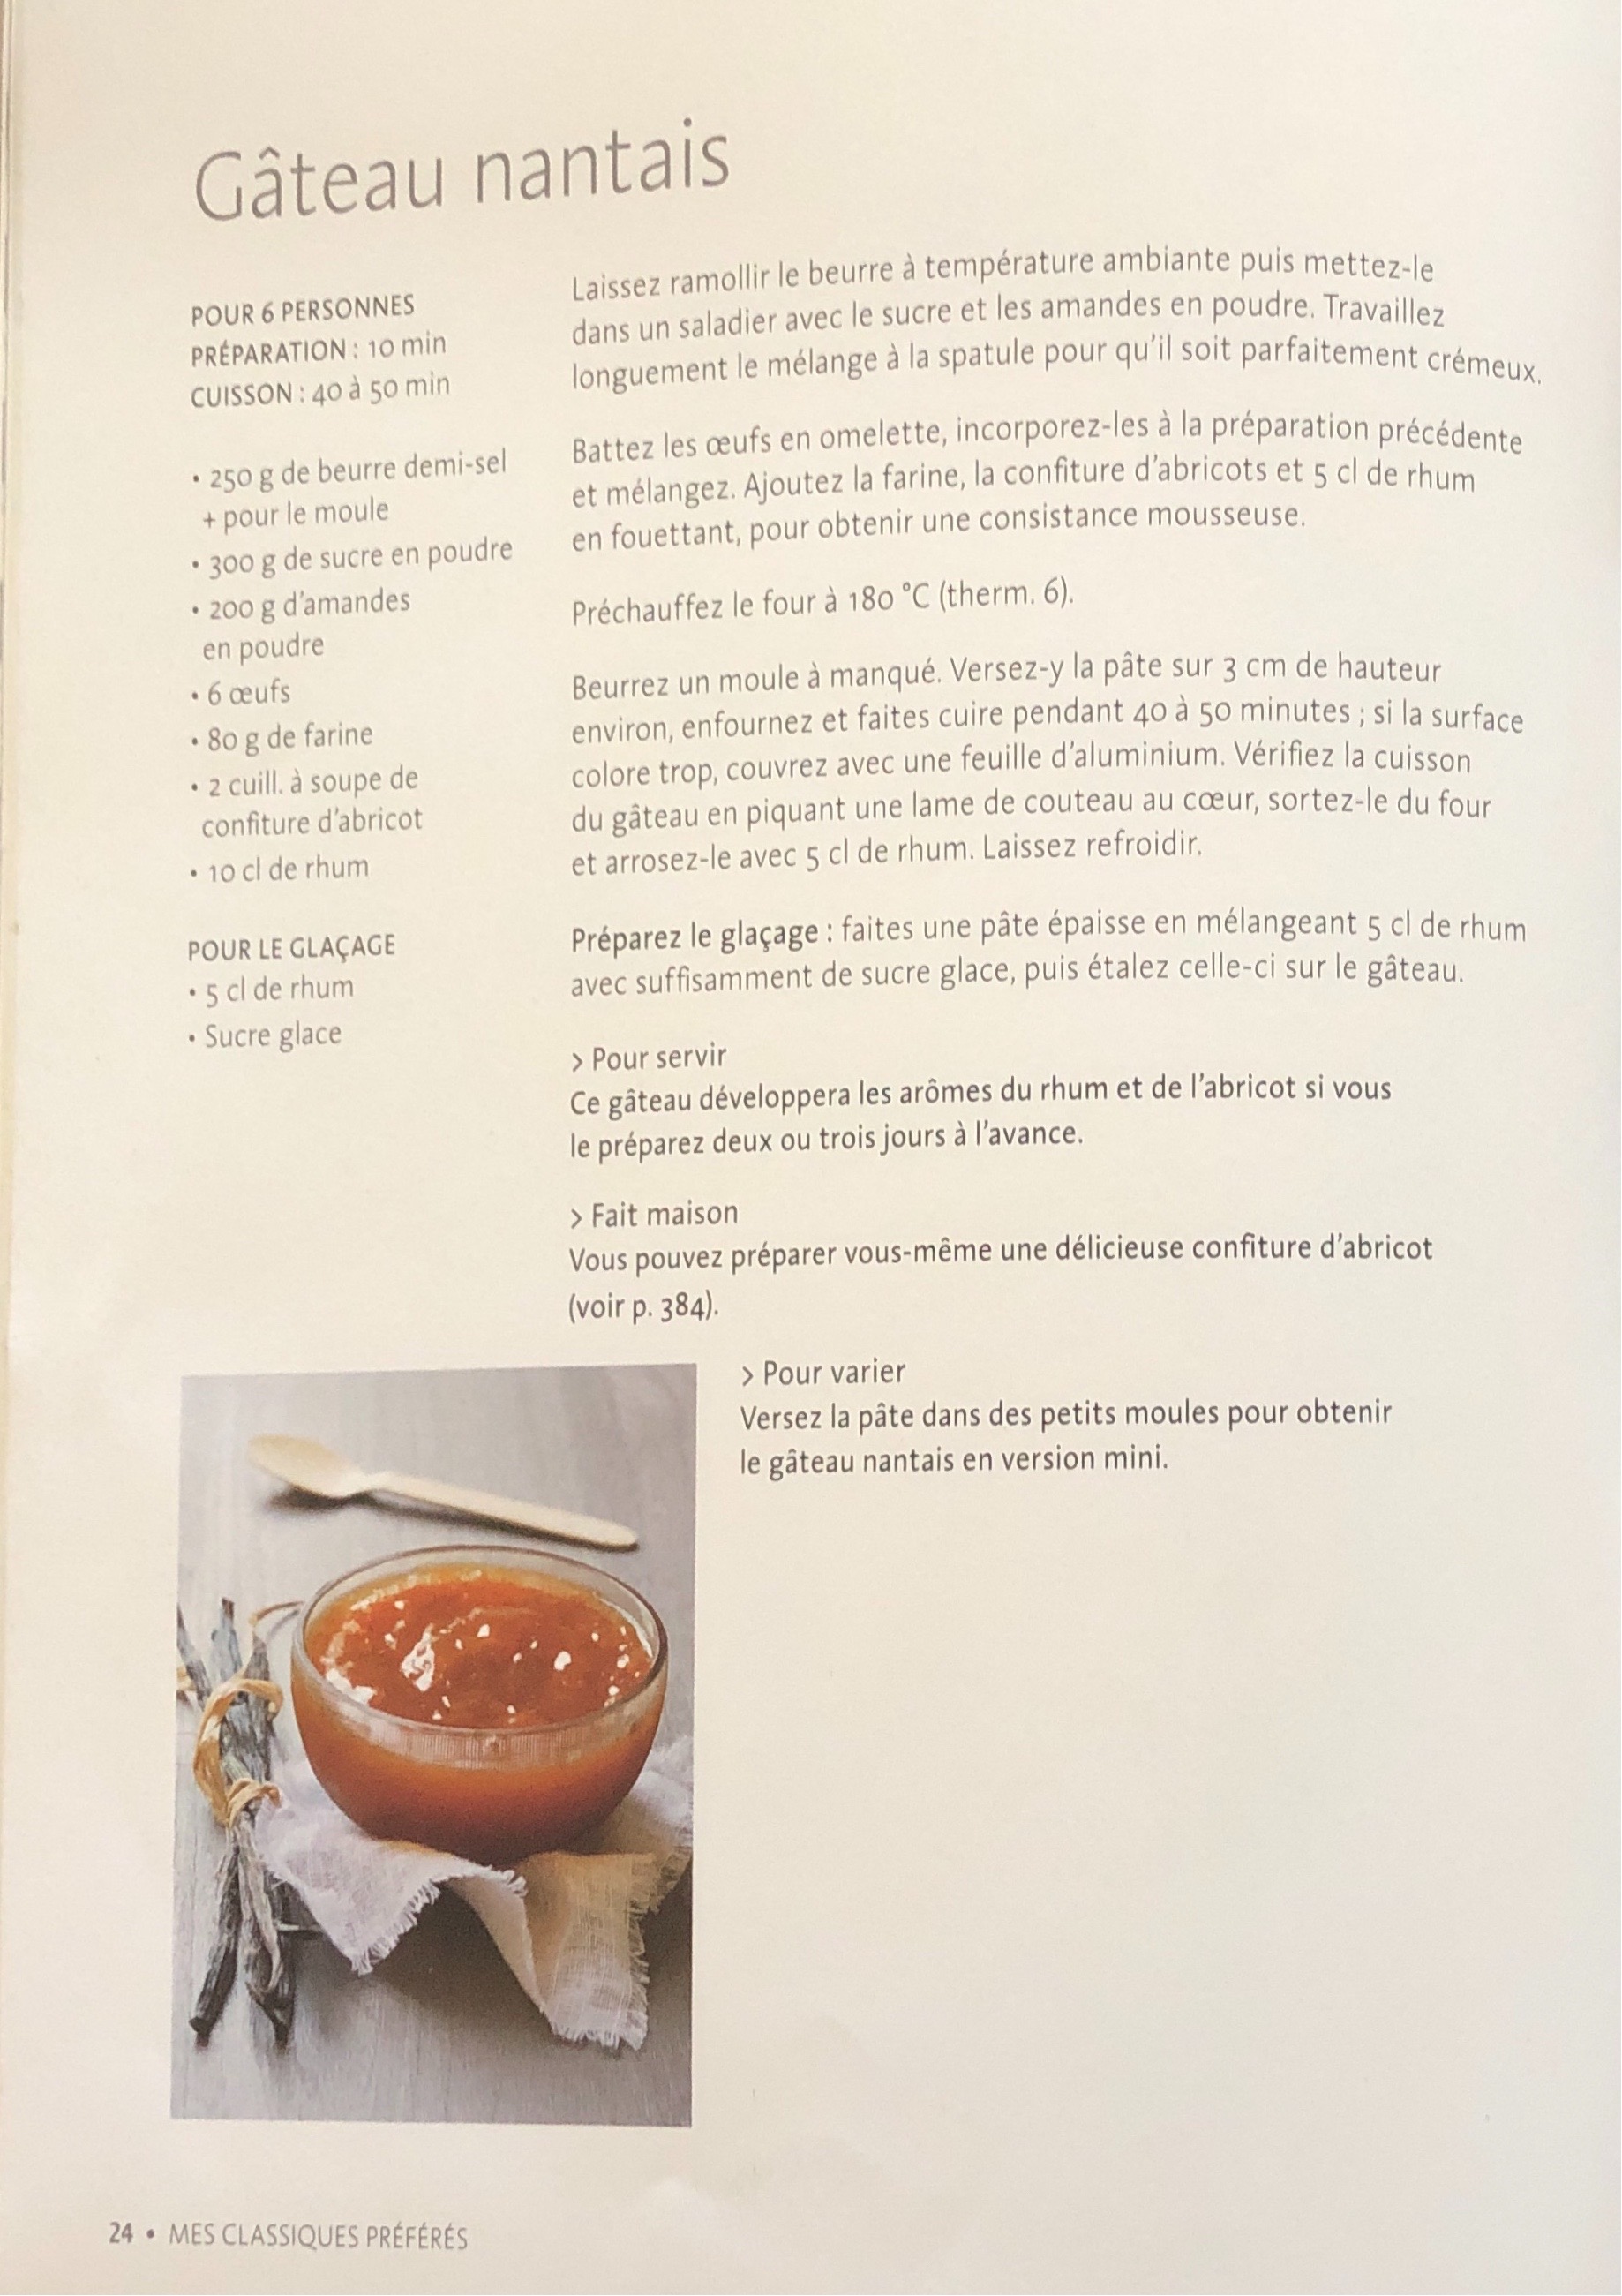 Gâteau nantais
POUR 6 PERSONNES
PRÉPARATION : 10 min
CUISSON : 40 à 50 min
• 250 g de beurre demi-sel
+ pour le moule
• 300 g de sucre en poudre
• 200 g d'amandes
en poudre
• 6 œufs
• 80 g de farine
• 2 cuill. à soupe de
confiture d'abricot
• 10 cl de rhum
POUR LE GLAÇAGE
• 5 cl de rhum
• Sucre glace
Laissez ramollir le beurre à température ambiante puis mettez-le
dans un saladier avec le sucre et les amandes en poudre. Travaillez
longuement le mélange à la spatule pour qu'il soit parfaitement crémeux.
Battez les œufs en omelette, incorporez-les à la préparation précédente
et mélangez. Ajoutez la farine, la confiture d'abricots et 5 cl de rhum
en fouettant, pour obtenir une consistance mousseuse.
Préchauffez le four à 180 °C (therm. 6).
Beurrez un moule à manqué. Versez-y la pâte sur 3 cm de hauteur
environ, enfournez et faites cuire pendant 40 à 50 minutes ; si la surface
colore trop, couvrez avec une feuille d'aluminium. Vérifiez la cuisson
du gâteau en piquant une lame de couteau au cœur, sortez-le du four
et arrosez-le avec 5 cl de rhum. Laissez refroidir.
Préparez le glaçage : faites une pâte épaisse en mélangeant 5 cl de rhum
avec suffisamment de sucre glace, puis étalez celle-ci sur le gâteau.
> Pour servir
Ce gâteau développera les arômes du rhum et de l'abricot si vous
le préparez deux ou trois jours à l'avance.
> Fait maison
Vous pouvez préparer vous-même une délicieuse confiture d'abricot
(voir p. 384).
> Pour varier
Versez la pâte dans des petits moules pour obtenir
le gâteau nantais en version mini.
24 • MES CLASSIQUES PRÉFÉRÉS